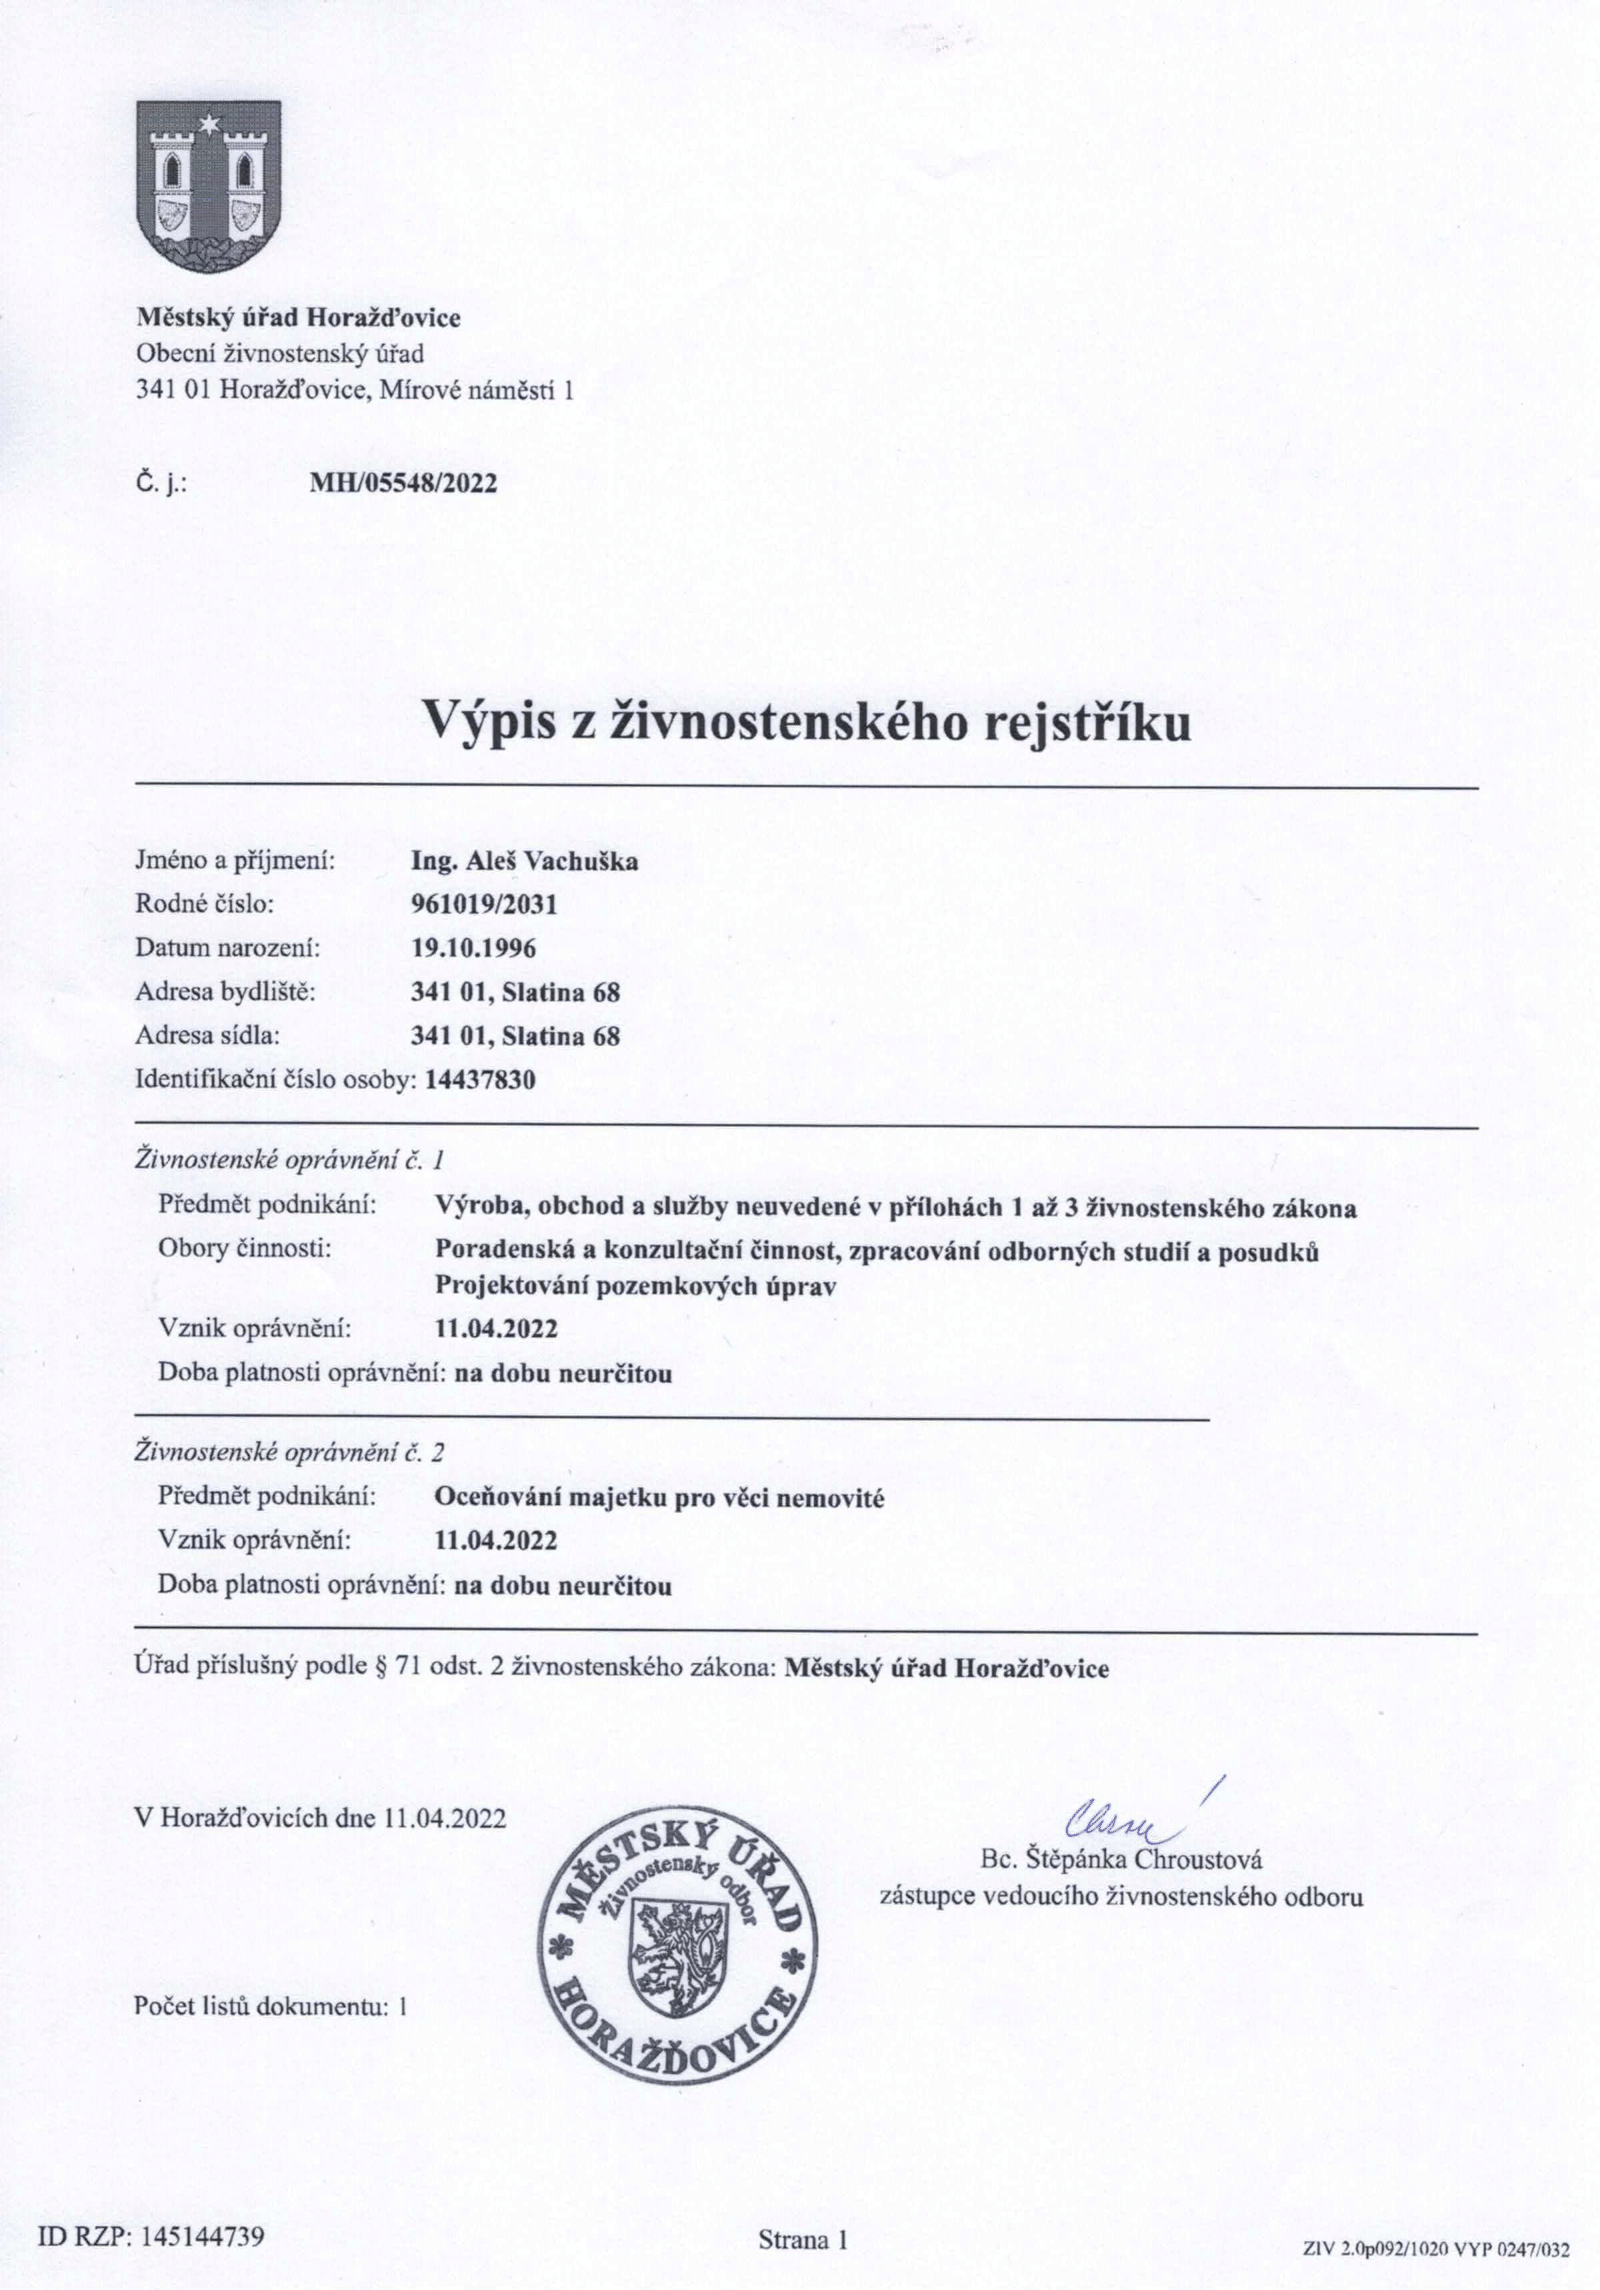 Městský úřad Horažďovice
Obecní živnostenský úřad
341 01 Horažďovice, Mírové náměstí 1
Č. j.: MH/05548/2022
Výpis z živnostenského rejstříku
Jméno a příjmení: Ing. Aleš Vachuška
Rodné číslo: 961019/2031
Datum narození: 19.10.1996
Adresa bydliště: 341 01, Slatina 68
Adresa sídla: 341 01, Slatina 68
Identifikační číslo osoby: 14437830
Živnostenské oprávnění č. 1
Předmět podnikání: Výroba, obchod a služby neuvedené v přílohách 1 až 3 živnostenského zákona
Obory činnosti: Poradenská a konzultační činnost, zpracování odborných studií a posudků
Projektování pozemkových úprav
Vznik oprávnění: 11.04.2022
Doba platnosti oprávnění: na dobu neurčitou
Živnostenské oprávnění č. 2
Předmět podnikání: Oceňování majetku pro věci nemovité
Vznik oprávnění: 11.04.2022
Doba platnosti oprávnění: na dobu neurčitou
Úřad příslušný podle § 71 odst. 2 živnostenského zákona: Městský úřad Horažďovice
V Horažďovicích dne 11.04.2022
MĚSTSKÝ ÚŘAD
Živnostenský odbor
HORAŽĎOVICE
Bc. Štěpánka Chroustová
zástupce vedoucího živnostenského odboru
Počet listů dokumentu: 1
ID RZP: 145144739
Strana 1
ZIV 2.0p092/1020 VYP 0247/032